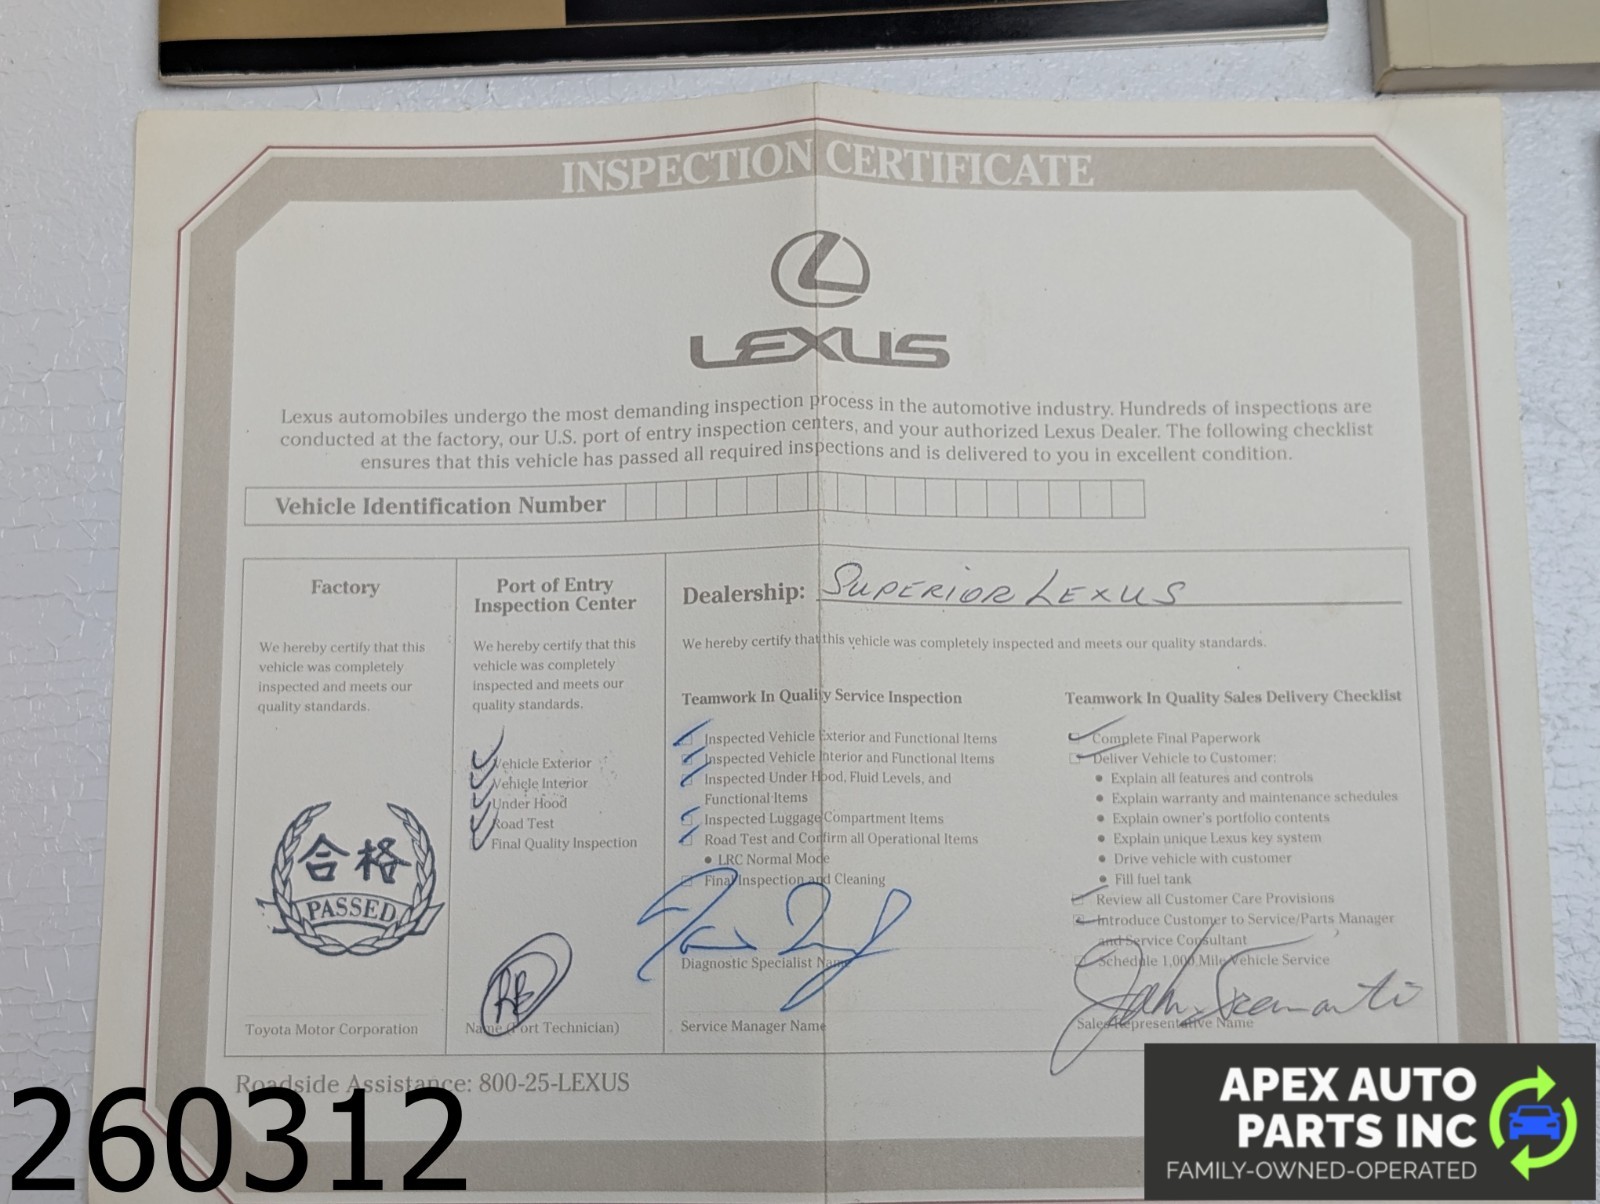 INSPECTION CERTIFICATE
LEXUS
Lexus automobiles undergo the most demanding inspection process in the automotive industry. Hundreds of inspections are
conducted at the factory, our U.S. port of entry inspection centers, and your authorized Lexus Dealer. The following checklist
ensures that this vehicle has passed all required inspections and is delivered to you in excellent condition.
Vehicle Identification Number
Factory
We hereby certify that this
vehicle was completely
inspected and meets our
quality standards.
合格
PASSED
Toyota Motor Corporation
Port of Entry
Inspection Center
We hereby certify that this
vehicle was completely
inspected and meets our
quality standards.
Vehicle Exterior
Vehicle Interior
Under Hood
Road Test
Final Quality Inspection
Name (Port Technician)
Dealership: SUPERIOR LEXUS
We hereby certify that this vehicle was completely inspected and meets our quality standards.
Teamwork In Quality Service Inspection
Inspected Vehicle Exterior and Functional Items
Inspected Vehicle Interior and Functional Items
Inspected Under Hood, Fluid Levels, and
Functional Items
Inspected Luggage Compartment Items
Road Test and Confirm all Operational Items
• LRC Normal Mode
Final Inspection and Cleaning
Diagnostic Specialist Name
Service Manager Name
Teamwork In Quality Sales Delivery Checklist
Complete Final Paperwork
Deliver Vehicle to Customer:
• Explain all features and controls
• Explain warranty and maintenance schedules
• Explain owner's portfolio contents
• Explain unique Lexus key system
• Drive vehicle with customer
• Fill fuel tank
Review all Customer Care Provisions
Introduce Customer to Service/Parts Manager
and Service Consultant
Schedule 1,000 Mile Vehicle Service
Sales Representative Name
Roadside Assistance: 800-25-LEXUS
260312
APEX AUTO
PARTS INC
FAMILY-OWNED-OPERATED